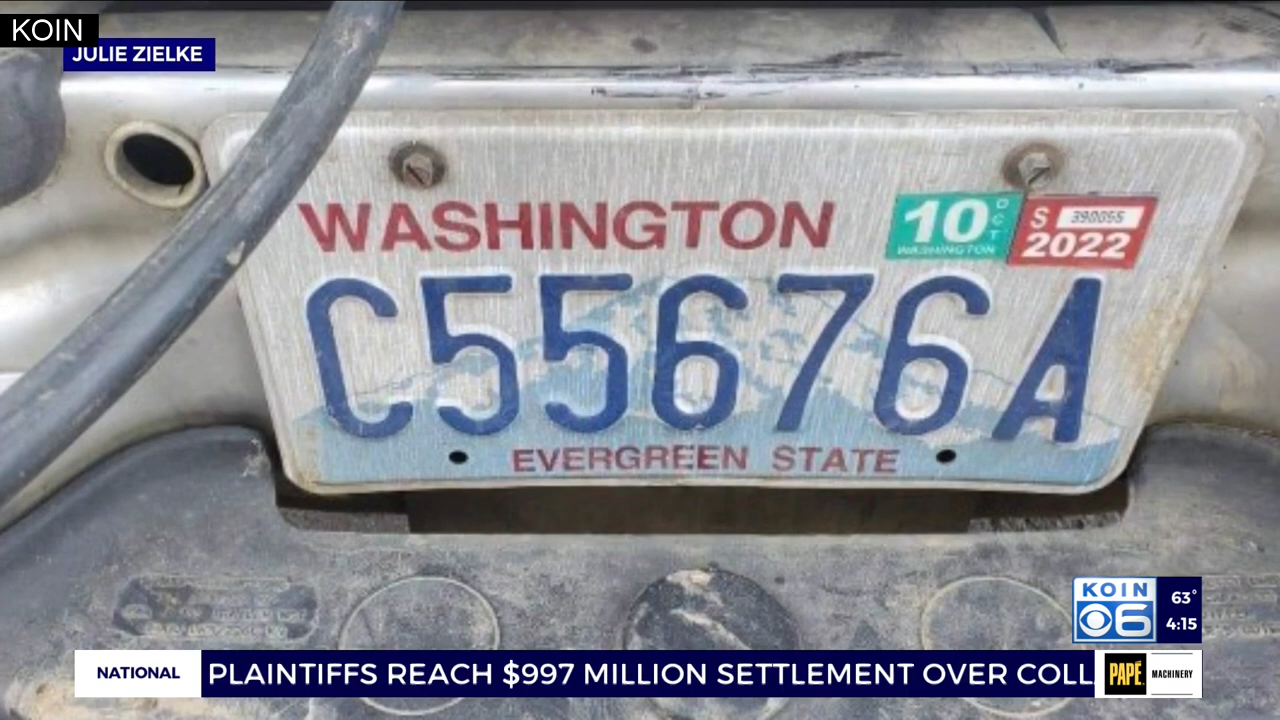 KOIN
JULIE ZIELKE
WASHINGTON
10
OCT
WASHINGTON
S
390055
2022
C55676A
EVERGREEN STATE
KOIN
6
63°
4:15
NATIONAL
PLAINTIFFS REACH $997 MILLION SETTLEMENT OVER COLL
PAPÉ
MACHINERY